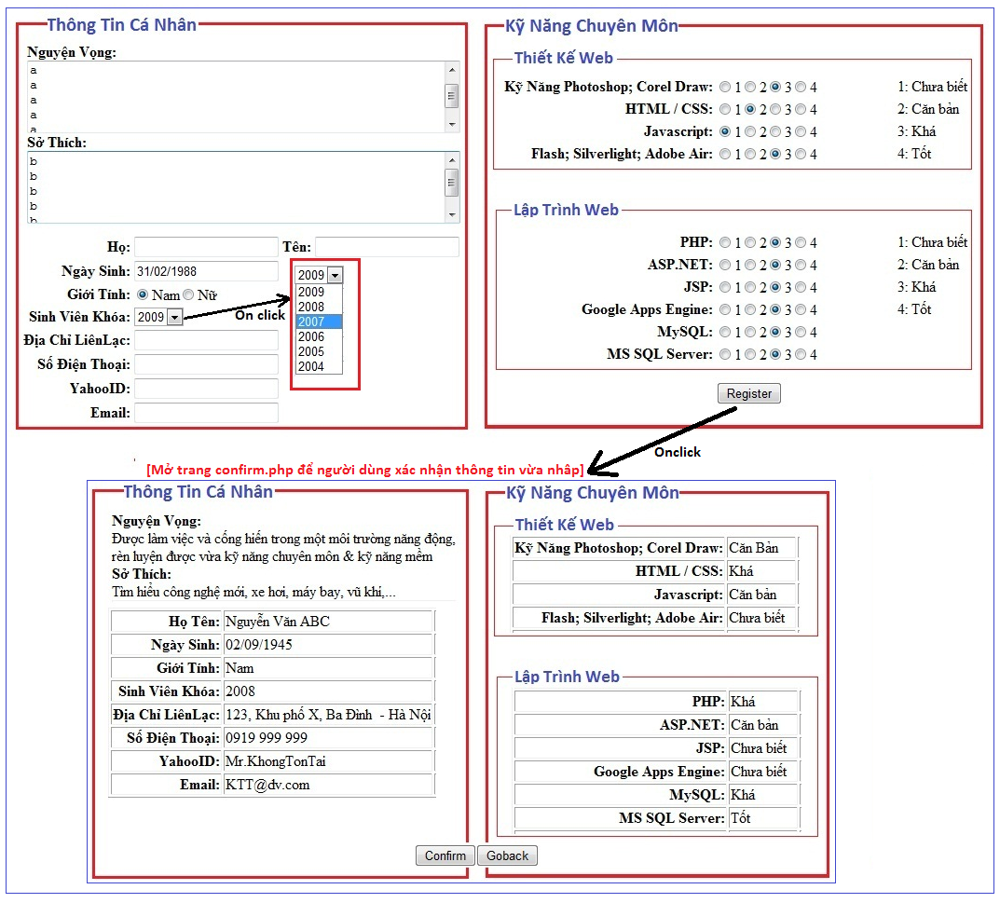 Thông Tin Cá Nhân
Nguyện Vọng:
a
a
a
a
a
Sở Thích:
b
b
b
b
b
Họ: Tên:
Ngày Sinh: 31/02/1988
Giới Tính: Nam Nữ
Sinh Viên Khóa: 2009
On click
2009
2009
2008
2007
2006
2005
2004
Địa Chỉ LiênLạc:
Số Điện Thoại:
YahooID:
Email:
Kỹ Năng Chuyên Môn
Thiết Kế Web
Kỹ Năng Photoshop; Corel Draw: 1 2 3 4 1: Chưa biết
HTML / CSS: 1 2 3 4 2: Căn bản
Javascript: 1 2 3 4 3: Khá
Flash; Silverlight; Adobe Air: 1 2 3 4 4: Tốt
Lập Trình Web
PHP: 1 2 3 4 1: Chưa biết
ASP.NET: 1 2 3 4 2: Căn bản
JSP: 1 2 3 4 3: Khá
Google Apps Engine: 1 2 3 4 4: Tốt
MySQL: 1 2 3 4
MS SQL Server: 1 2 3 4
Register
Onclick
[Mở trang confirm.php để người dùng xác nhận thông tin vừa nhâp]
Thông Tin Cá Nhân
Nguyện Vọng:
Được làm việc và cống hiến trong một môi trường năng động,
rèn luyện được vừa kỹ năng chuyên môn & kỹ năng mềm
Sở Thích:
Tìm hiểu công nghệ mới, xe hơi, máy bay, vũ khí,...
Họ Tên: Nguyễn Văn ABC
Ngày Sinh: 02/09/1945
Giới Tính: Nam
Sinh Viên Khóa: 2008
Địa Chỉ LiênLạc: 123, Khu phố X, Ba Đình - Hà Nội
Số Điện Thoại: 0919 999 999
YahooID: Mr.KhongTonTai
Email: KTT@dv.com
Kỹ Năng Chuyên Môn
Thiết Kế Web
Kỹ Năng Photoshop; Corel Draw: Căn Bản
HTML / CSS: Khá
Javascript: Căn bản
Flash; Silverlight; Adobe Air: Chưa biết
Lập Trình Web
PHP: Khá
ASP.NET: Căn bản
JSP: Chưa biết
Google Apps Engine: Chưa biết
MySQL: Khá
MS SQL Server: Tốt
Confirm Goback